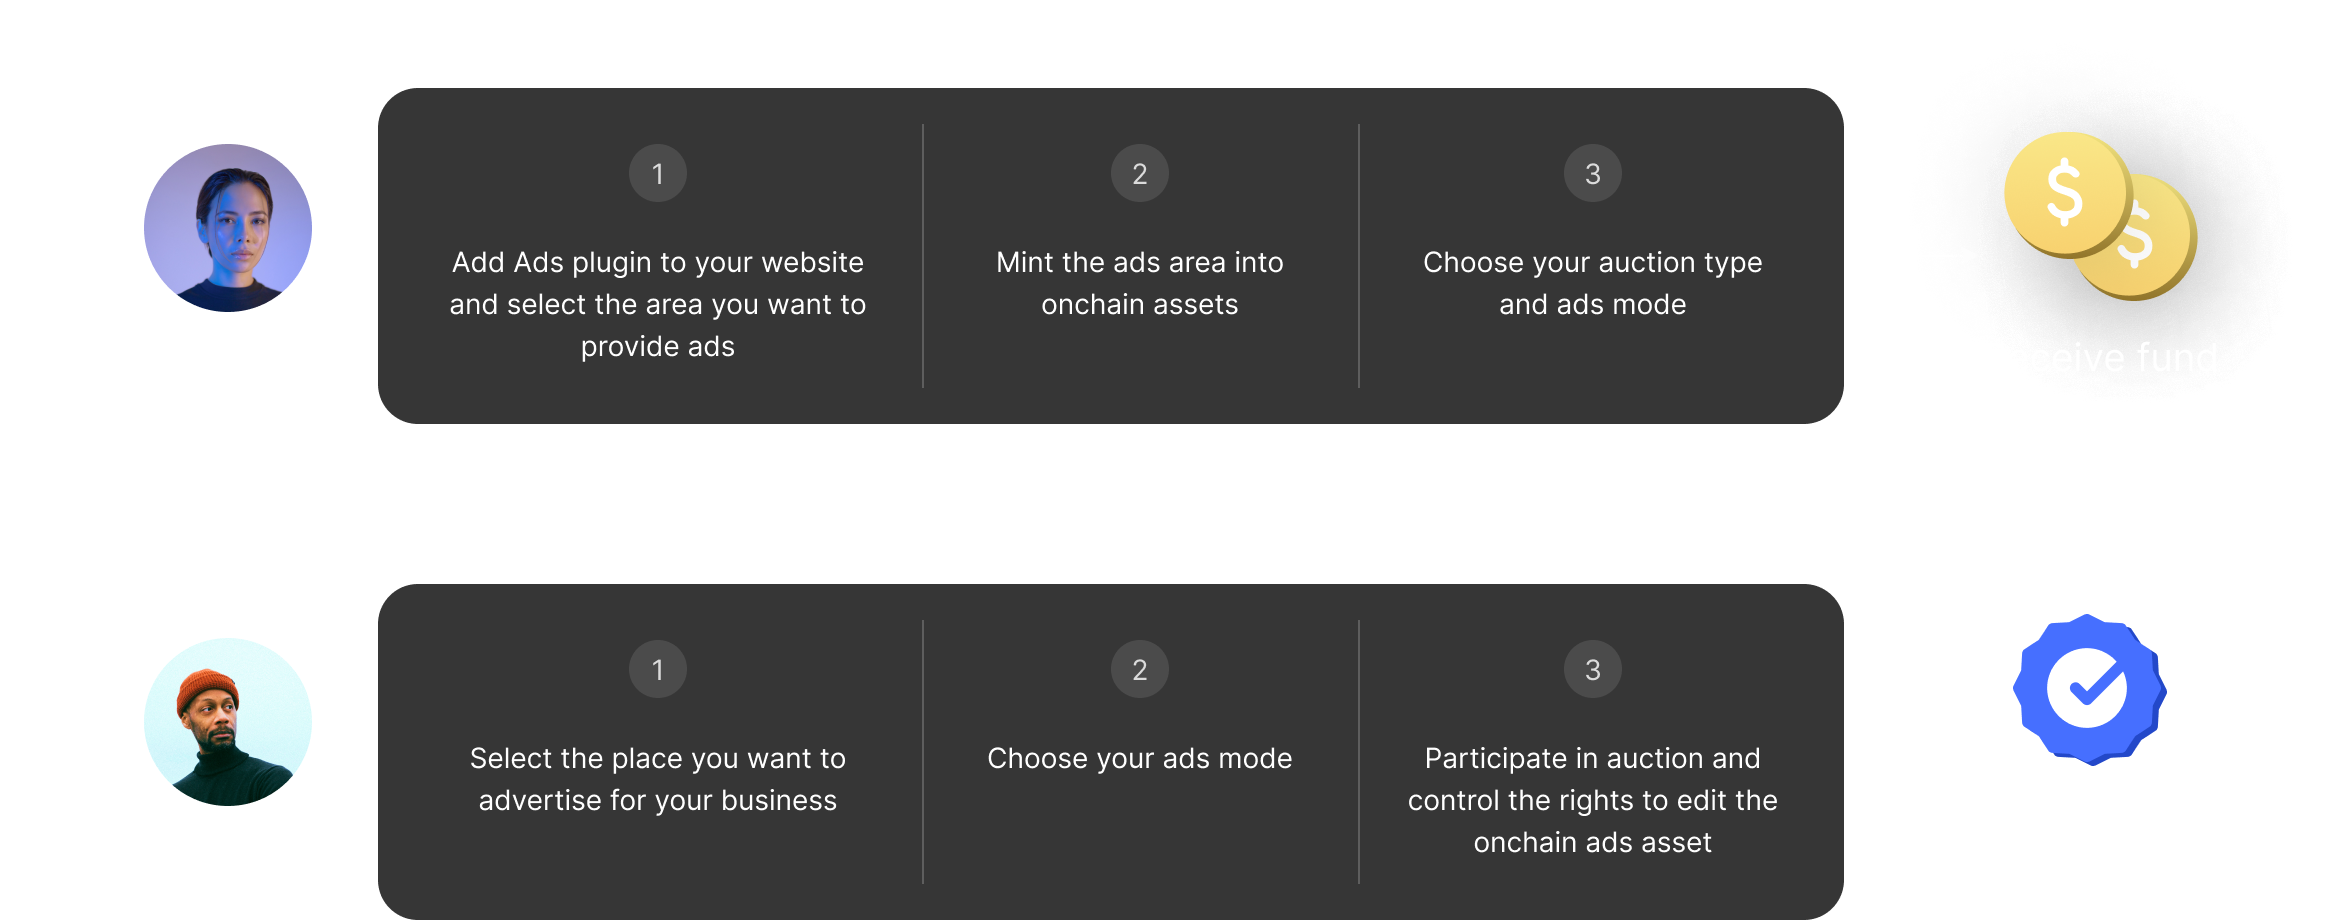 1
Add Ads plugin to your website
and select the area you want to
provide ads
2
Mint the ads area into
onchain assets
3
Choose your auction type
and ads mode
$
$
fund
1
Select the place you want to
advertise for your business
2
Choose your ads mode
3
Participate in auction and
control the rights to edit the
onchain ads asset